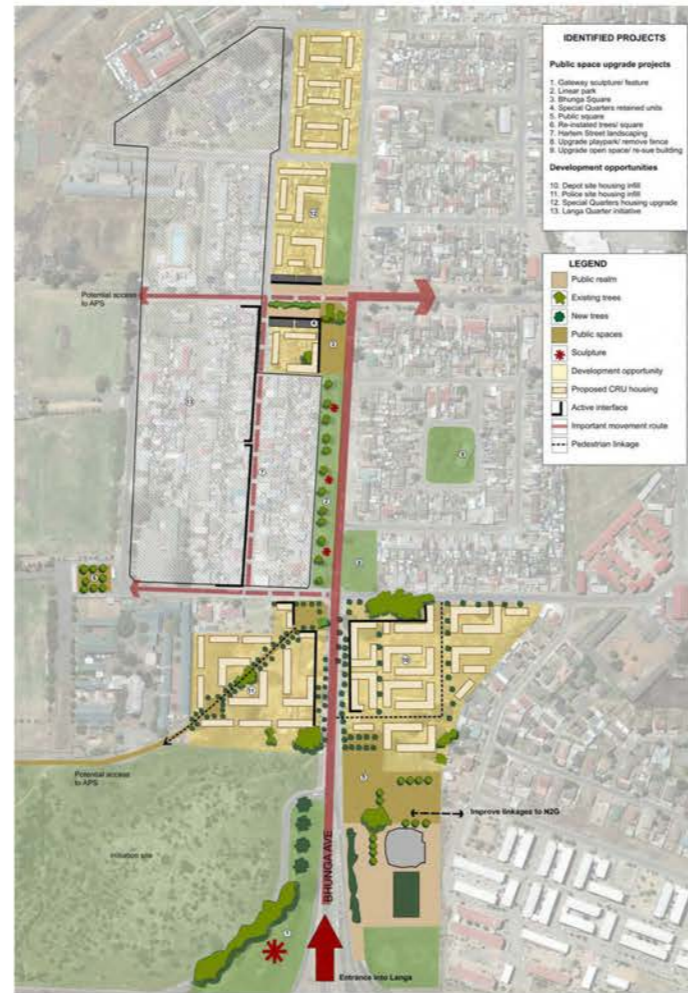 IDENTIFIED PROJECTS
Public space upgrade projects
1. Gateway sculpture/ feature
2. Linear park
3. Bhunga Square
4. Special Quarters retained units
5. Public square
6. Re-instated trees/ square
7. Harlem Street landscaping
8. Upgrade playpark/ remove fence
9. Upgrade open space/ re-sue building
Development opportunities
10. Depot site housing infill
11. Police site housing infill
12. Special Quarters housing upgrade
13. Langa Quarter initiative
LEGEND
Public realm
Existing trees
New trees
Public spaces
Sculpture
Development opportunity
Proposed CRU housing
Active interface
Important movement route
Pedestrian linkage
Potential access
to APS
Potential access
to APS
Initiation site
Improve linkages to N2G
BHUNGA AVE
Entrance into Langa